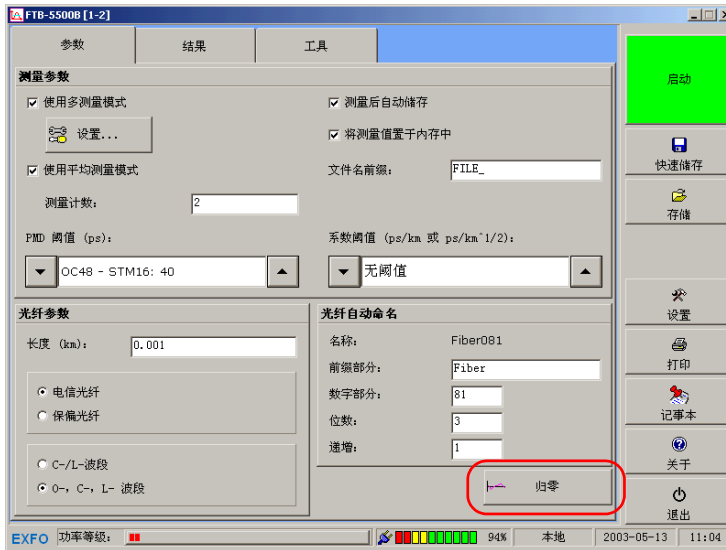 FTB-5500B [1-2]
参数 结果 工具
测量参数
使用多测量模式
设置...
使用平均测量模式
测量计数: 2
PMD 阈值 (ps):
OC48 - STM16: 40
测量后自动储存
将测量值置于内存中
文件名前缀: FILE_
系数阈值 (ps/km 或 ps/km^1/2):
无阈值
光纤参数
长度 (km): 0.001
电信光纤
保偏光纤
C-/L-波段
O-, C-, L- 波段
光纤自动命名
名称: Fiber081
前缀部分: Fiber
数字部分: 81
位数: 3
递增: 1
归零
启动
快速储存
存储
设置
打印
记事本
关于
退出
EXFO 功率等级: 94% 本地 2003-05-13 11:04